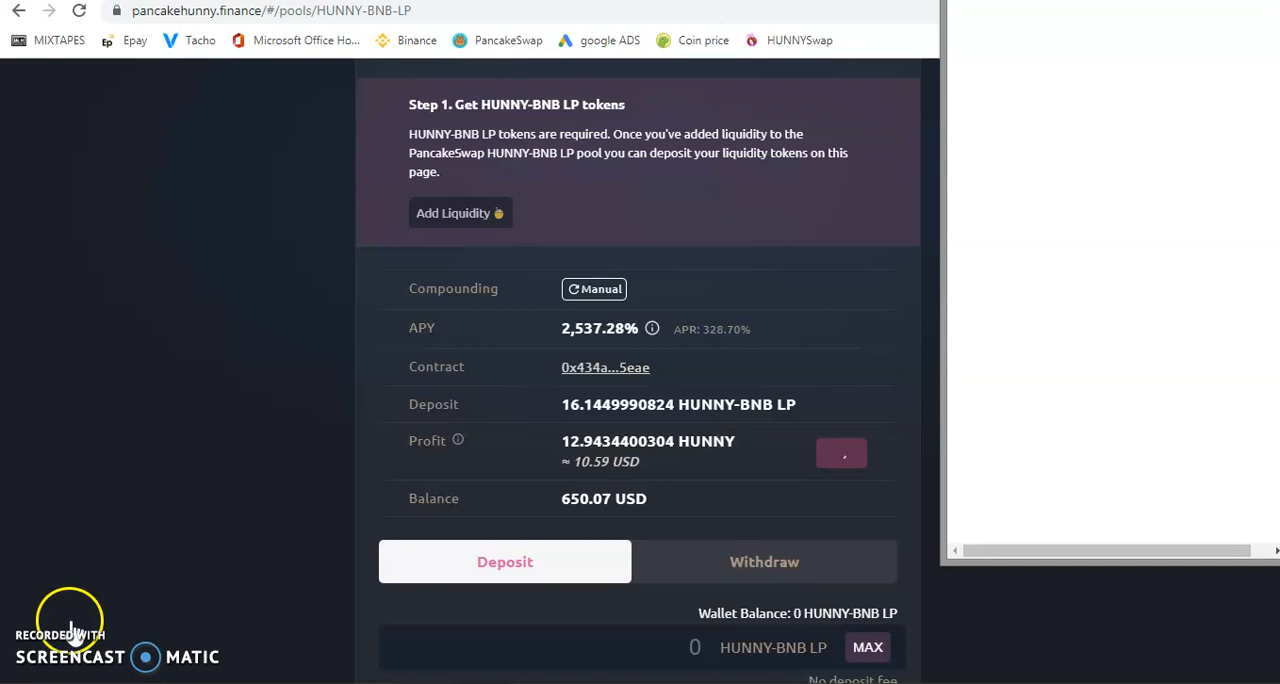 pancakehunny.finance/#/pools/HUNNY-BNB-LP
MIXTAPES Epay Tacho Microsoft Office Ho... Binance PancakeSwap google ADS Coin price HUNNYSwap
Step 1. Get HUNNY-BNB LP tokens
HUNNY-BNB LP tokens are required. Once you've added liquidity to the
PancakeSwap HUNNY-BNB LP pool you can deposit your liquidity tokens on this
page.
Add Liquidity
Compounding Manual
APY 2,537.28% APR: 328.70%
Contract 0x434a...5eae
Deposit 16.1449990824 HUNNY-BNB LP
Profit 12.9434400304 HUNNY
≈ 10.59 USD
Balance 650.07 USD
Deposit Withdraw
Wallet Balance: 0 HUNNY-BNB LP
0 HUNNY-BNB LP MAX
No deposit fee
RECORDED WITH
SCREENCAST MATIC